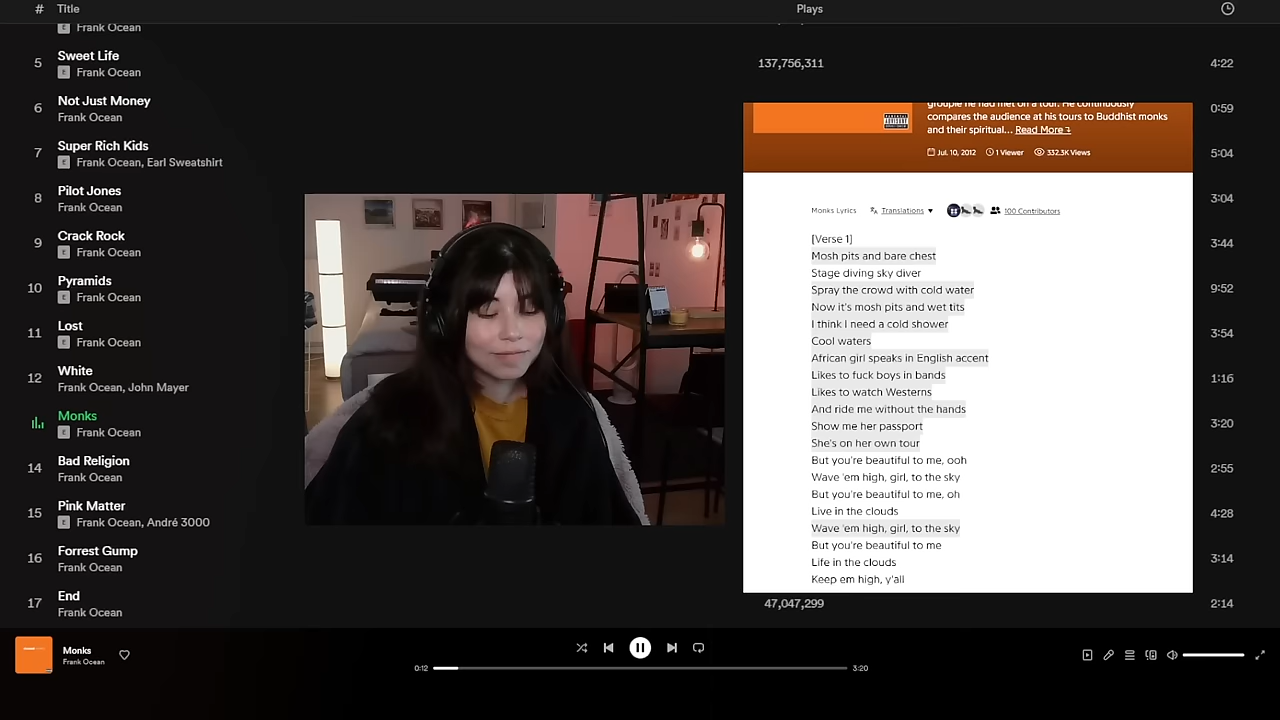 # Title Plays
Frank Ocean
5 Sweet Life 137,756,311 4:22
E Frank Ocean
6 Not Just Money 0:59
Frank Ocean
7 Super Rich Kids 5:04
E Frank Ocean, Earl Sweatshirt
8 Pilot Jones 3:04
Frank Ocean
9 Crack Rock 3:44
E Frank Ocean
10 Pyramids 9:52
E Frank Ocean
11 Lost 3:54
E Frank Ocean
12 White 1:16
Frank Ocean, John Mayer
Monks 3:20
E Frank Ocean
14 Bad Religion 2:55
Frank Ocean
15 Pink Matter 4:28
E Frank Ocean, André 3000
16 Forrest Gump 3:14
Frank Ocean
17 End 47,047,299 2:14
Frank Ocean
groupie he had met on a tour. He continuously
compares the audience at his tours to Buddhist monks
and their spiritual... Read More
Jul. 10, 2012 1 Viewer 332.3K Views
Monks Lyrics Translations 100 Contributors
[Verse 1]
Mosh pits and bare chest
Stage diving sky diver
Spray the crowd with cold water
Now it's mosh pits and wet tits
I think I need a cold shower
Cool waters
African girl speaks in English accent
Likes to fuck boys in bands
Likes to watch Westerns
And ride me without the hands
Show me her passport
She's on her own tour
But you're beautiful to me, ooh
Wave 'em high, girl, to the sky
But you're beautiful to me, oh
Live in the clouds
Wave 'em high, girl, to the sky
But you're beautiful to me
Life in the clouds
Keep em high, y'all
Monks
Frank Ocean
0:12 3:20